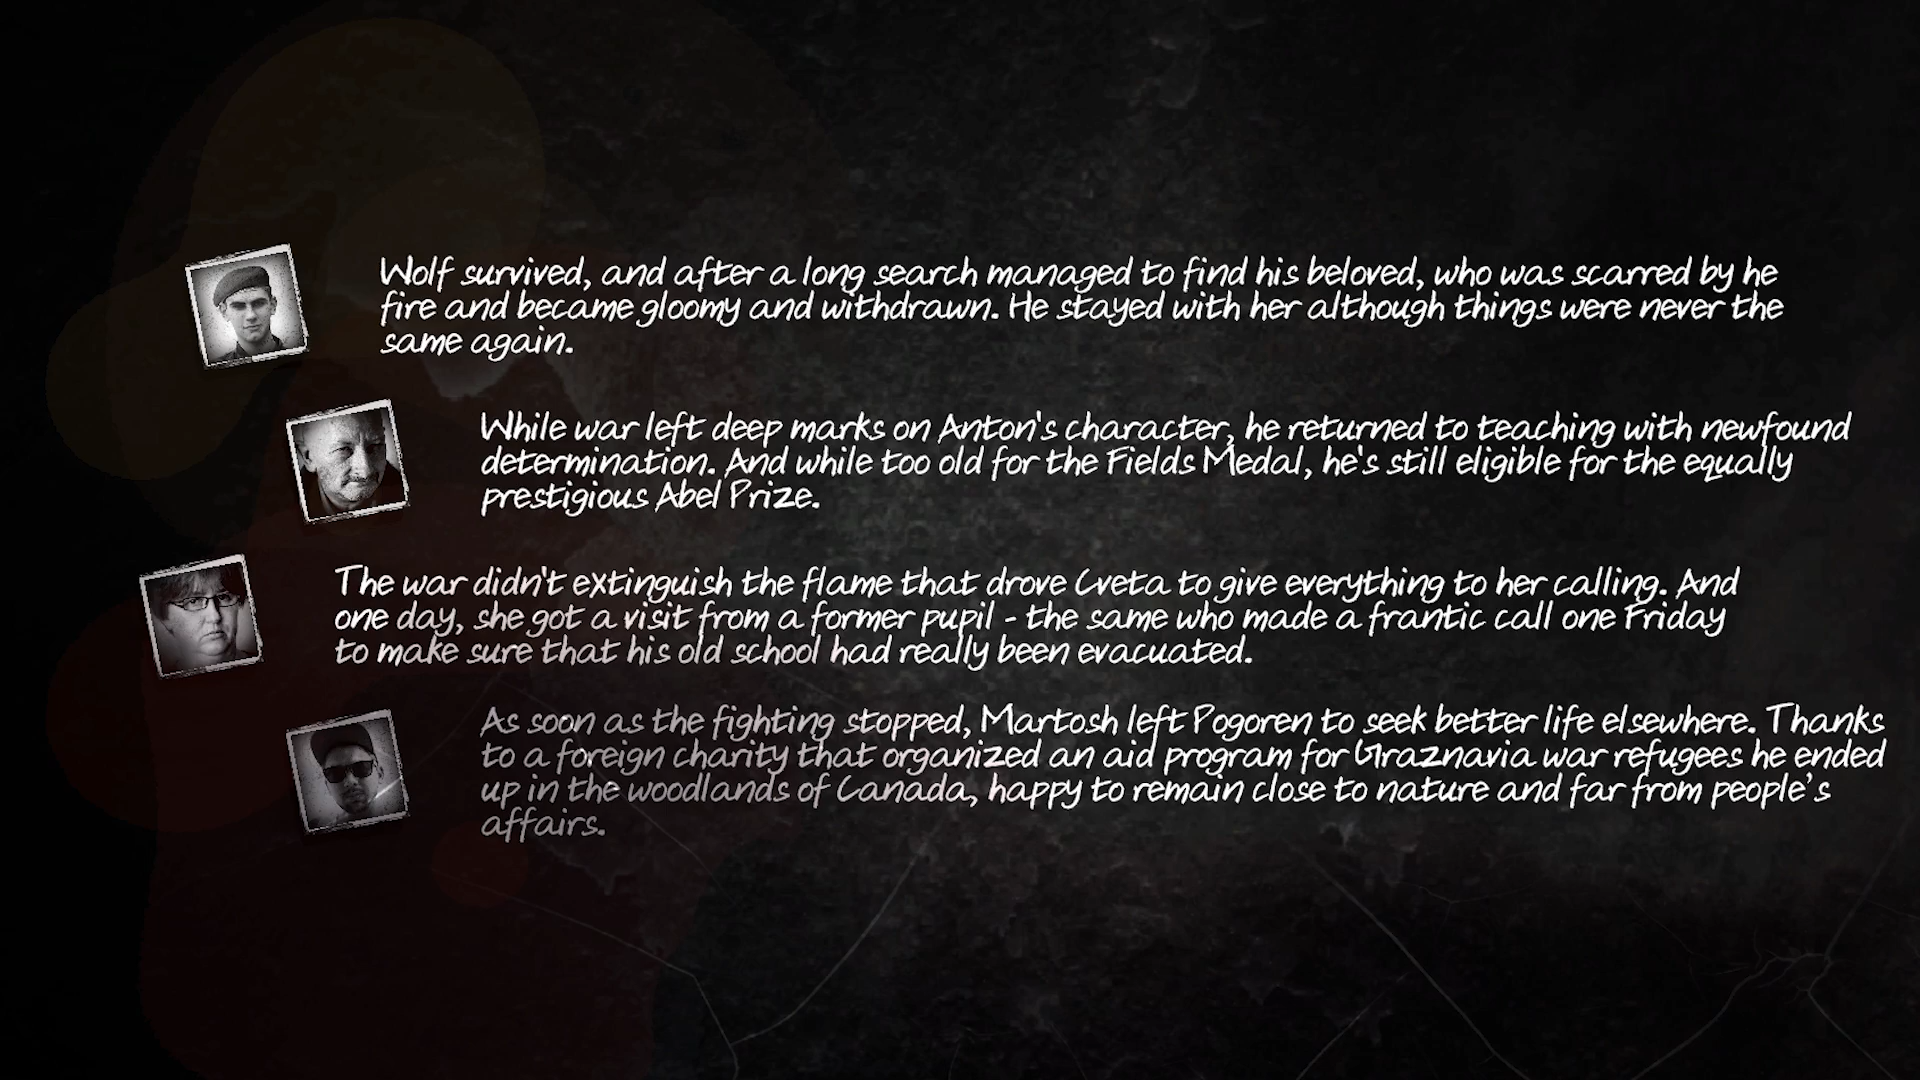 Wolf survived, and after a long search managed to find his beloved, who was scarred by he
fire and became gloomy and withdrawn. He stayed with her although things were never the
same again.
While war left deep marks on Anton's character, he returned to teaching with newfound
determination. And while too old for the Fields Medal, he's still eligible for the equally
prestigious Abel Prize.
The war didn't extinguish the flame that drove Cveta to give everything to her calling. And
one day, she got a visit from a former pupil - the same who made a frantic call one Friday
to make sure that his old school had really been evacuated.
As soon as the fighting stopped, Martosh left Pogoren to seek better life elsewhere. Thanks
to a foreign charity that organized an aid program for Graznavia war refugees he ended
up in the woodlands of Canada, happy to remain close to nature and far from people’s
affairs.